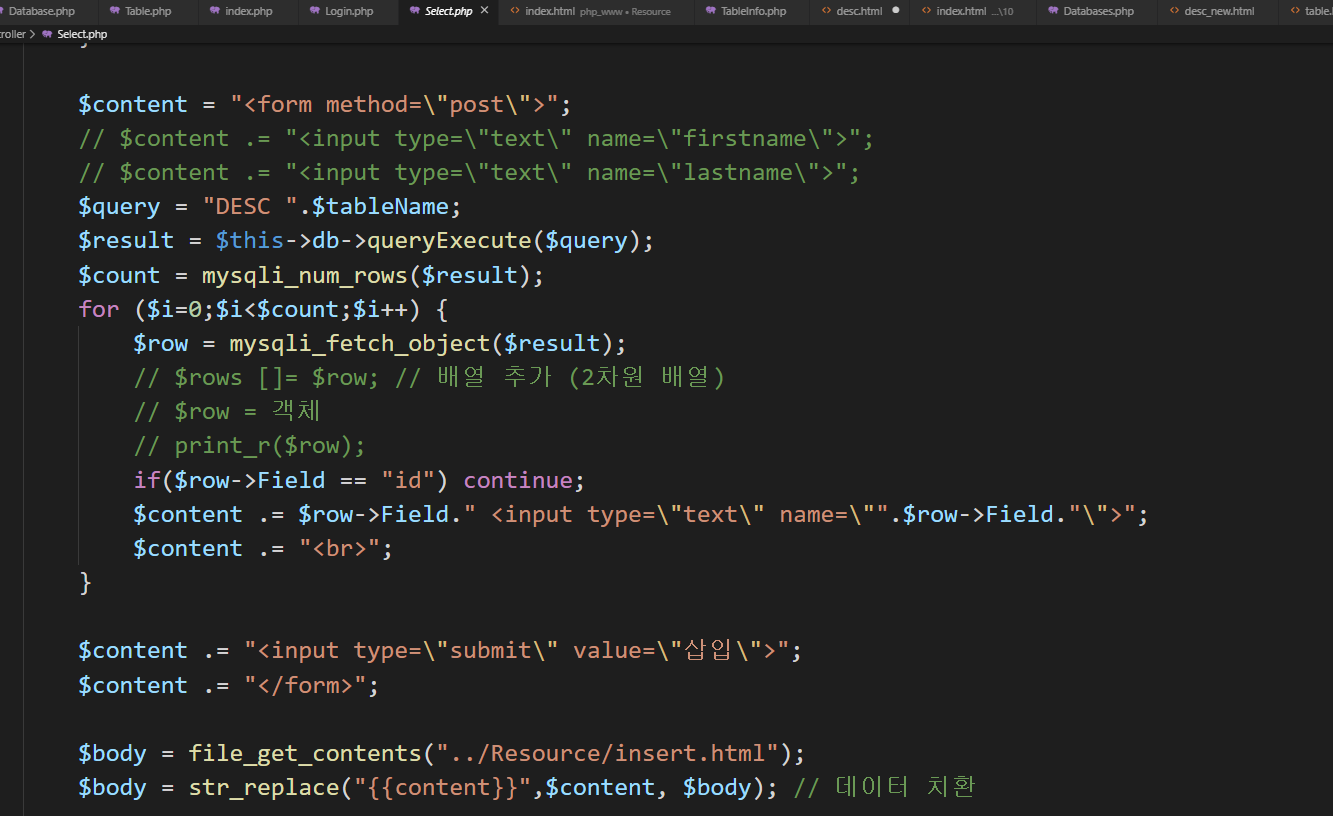 Database.php Table.php index.php Login.php Select.php index.html php_www • Resource TableInfo.php desc.html index.html ...\10 Databases.php desc_new.html table.
troller > Select.php
$content = "<form method=\"post\">";
// $content .= "<input type=\"text\" name=\"firstname\">";
// $content .= "<input type=\"text\" name=\"lastname\">";
$query = "DESC ".$tableName;
$result = $this->db->queryExecute($query);
$count = mysqli_num_rows($result);
for ($i=0;$i<$count;$i++) {
$row = mysqli_fetch_object($result);
// $rows []= $row; // 배열 추가 (2차원 배열)
// $row = 객체
// print_r($row);
if($row->Field == "id") continue;
$content .= $row->Field." <input type=\"text\" name=\"".$row->Field."\">";
$content .= "<br>";
}
$content .= "<input type=\"submit\" value=\"삽입\">";
$content .= "</form>";
$body = file_get_contents("../Resource/insert.html");
$body = str_replace("{{content}}",$content, $body); // 데이터 치환